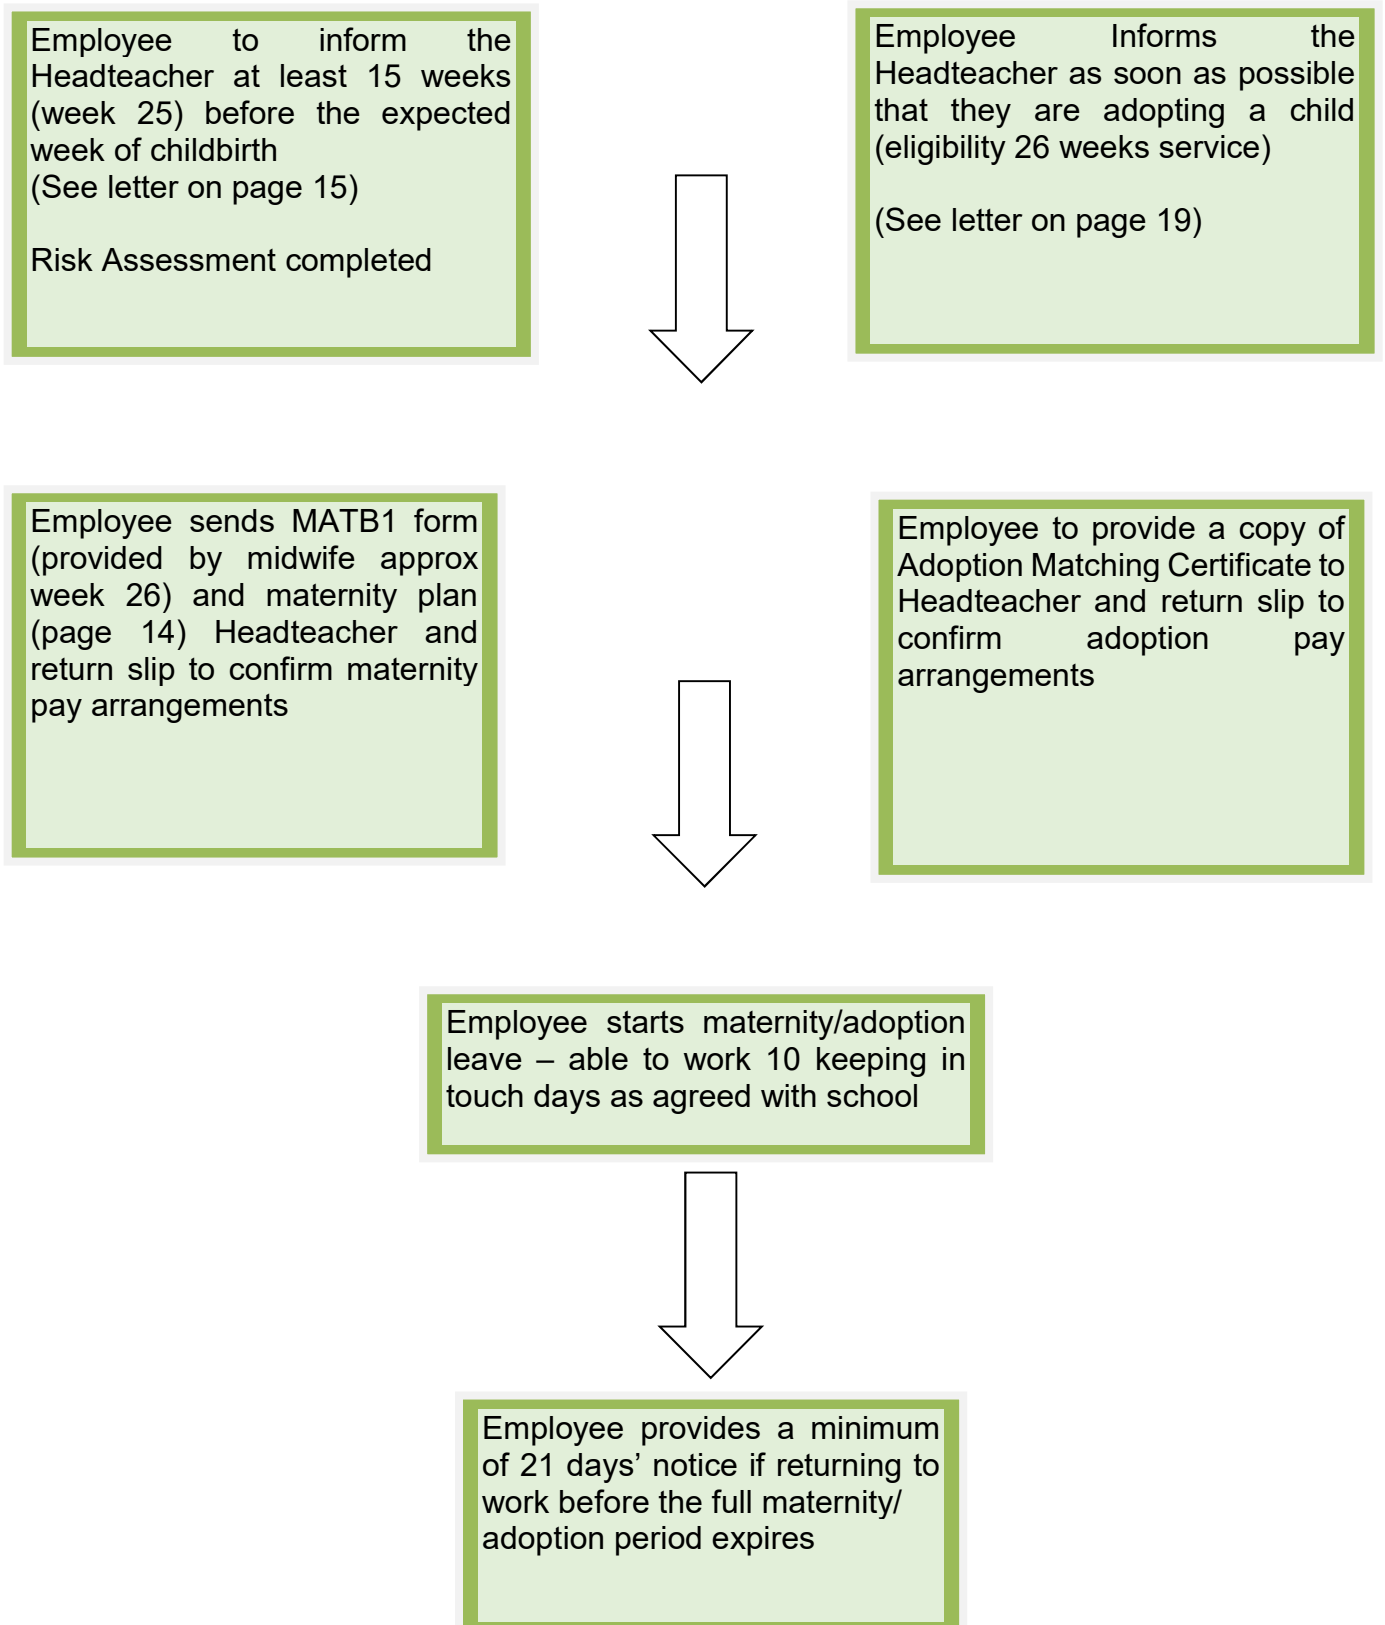 Employee to inform the
Headteacher at least 15 weeks
(week 25) before the expected
week of childbirth
(See letter on page 15)
Risk Assessment completed
Employee Informs the
Headteacher as soon as possible
that they are adopting a child
(eligibility 26 weeks service)
(See letter on page 19)
Employee sends MATB1 form
(provided by midwife approx
week 26) and maternity plan
(page 14) Headteacher and
return slip to confirm maternity
pay arrangements
Employee to provide a copy of
Adoption Matching Certificate to
Headteacher and return slip to
confirm adoption pay
arrangements
Employee starts maternity/adoption
leave – able to work 10 keeping in
touch days as agreed with school
Employee provides a minimum
of 21 days’ notice if returning to
work before the full maternity/
adoption period expires